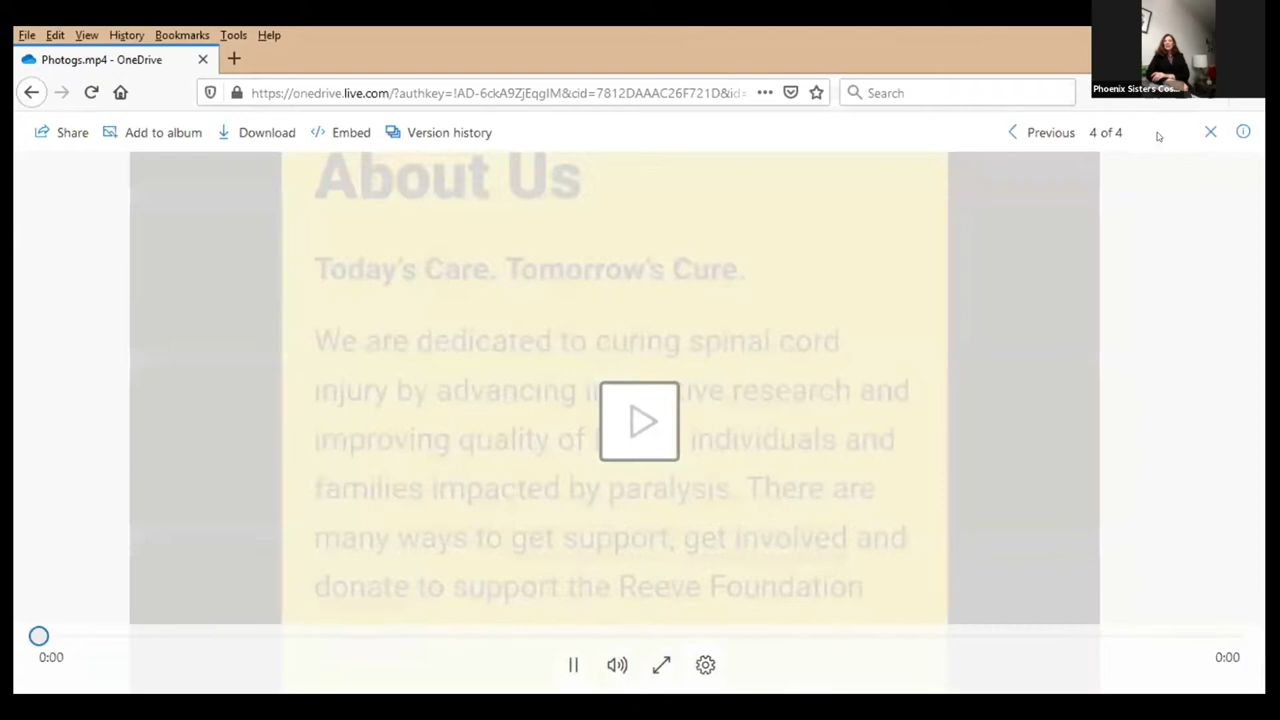 File Edit View History Bookmarks Tools Help
Photogs.mp4 - OneDrive
https://onedrive.live.com/?authkey=!AD-6ckA9ZjEqgIM&cid=7812DAAAC26F721D&id=
Search
Phoenix Sisters Cos...
Share Add to album Download Embed Version history Previous 4 of 4
About Us
Today's Care. Tomorrow's Cure.
We are dedicated to curing spinal cord
injury by advancing ive research and
improving quality of individuals and
families impacted by paralysis. There are
many ways to get support, get involved and
donate to support the Reeve Foundation
0:00 0:00